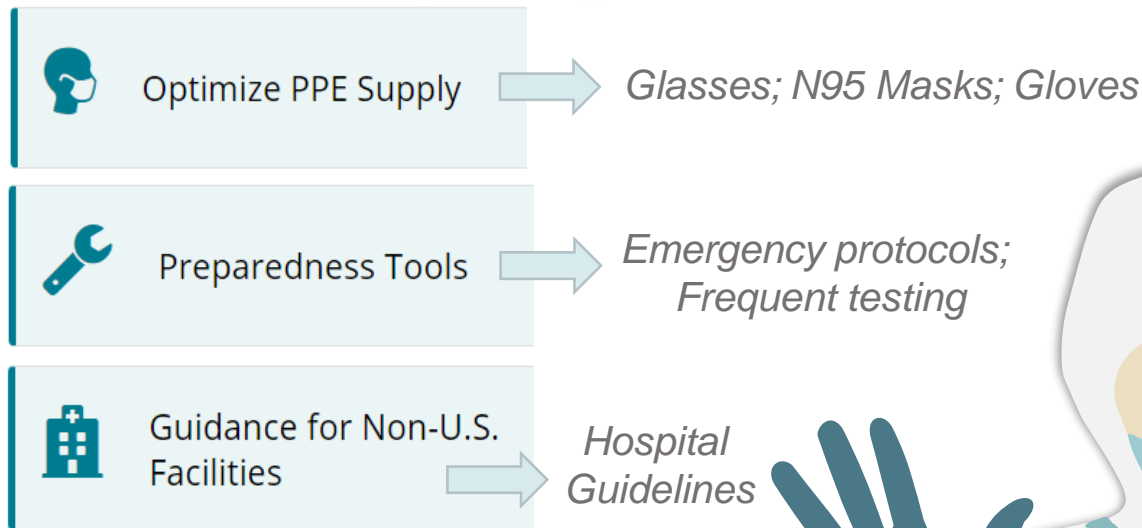 Optimize PPE Supply
Glasses; N95 Masks; Gloves
Preparedness Tools
Emergency protocols;
Frequent testing
Guidance for Non-U.S.
Facilities
Hospital
Guidelines